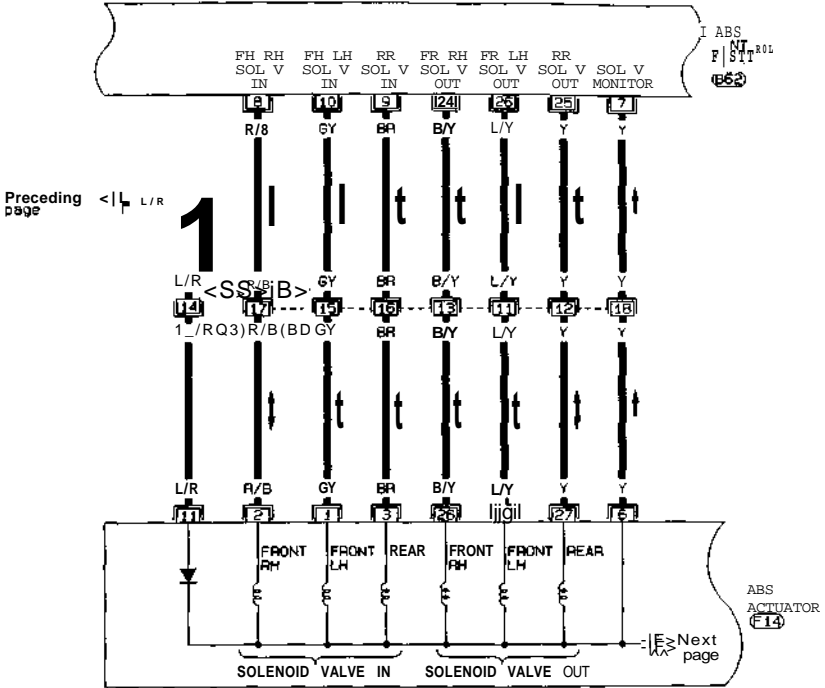 I ABS
FH RH FH LH RR FR RH FR LH RR
SOL V SOL V SOL V SOL V SOL V SOL V SOL V
IN IN IN OUT OUT OUT MONITOR
B62
8 10 9 24 26 25 7
R/8 GY BR B/Y L/Y Y Y
Preceding L/R
page
L/R R/B GY BR B/Y L/Y Y Y
14 17 15 16 13 11 12 18
R/B GY BR B/Y L/Y Y Y
L/R R/B GY BR B/Y L/Y Y Y
11 2 1 3 26 27 6
FRONT FRONT REAR FRONT FRONT REAR
RH LH RH LH
ABS
ACTUATOR
F14
Next
page
SOLENOID VALVE IN SOLENOID VALVE OUT